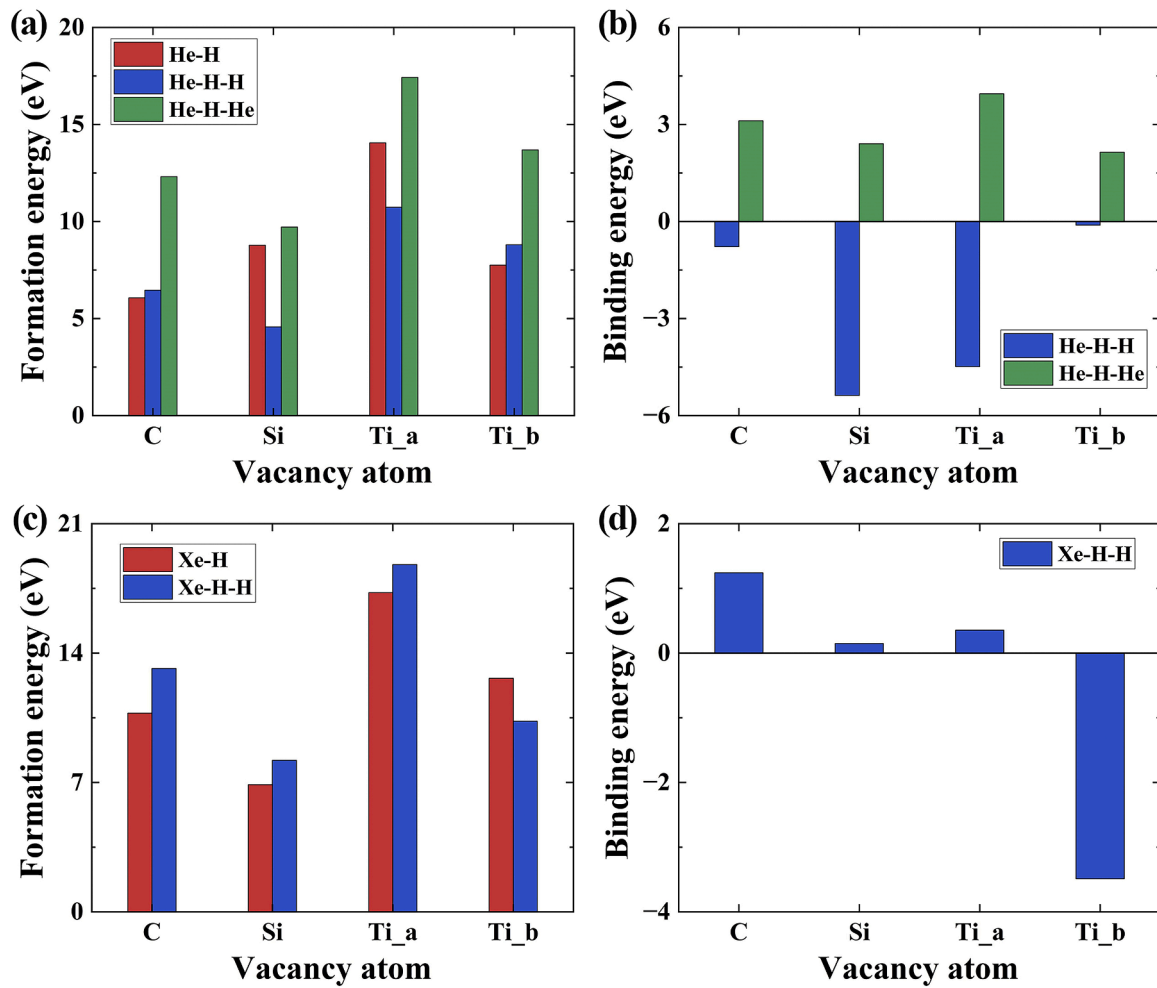 (a)
Formation energy (eV)
20
15
10
5
0
He-H
He-H-H
He-H-He
C Si Ti_a Ti_b
Vacancy atom
(b)
Binding energy (eV)
6
3
0
−3
−6
He-H-H
He-H-He
C Si Ti_a Ti_b
Vacancy atom
(c)
Formation energy (eV)
21
14
7
0
Xe-H
Xe-H-H
C Si Ti_a Ti_b
Vacancy atom
(d)
Binding energy (eV)
2
0
−2
−4
Xe-H-H
C Si Ti_a Ti_b
Vacancy atom